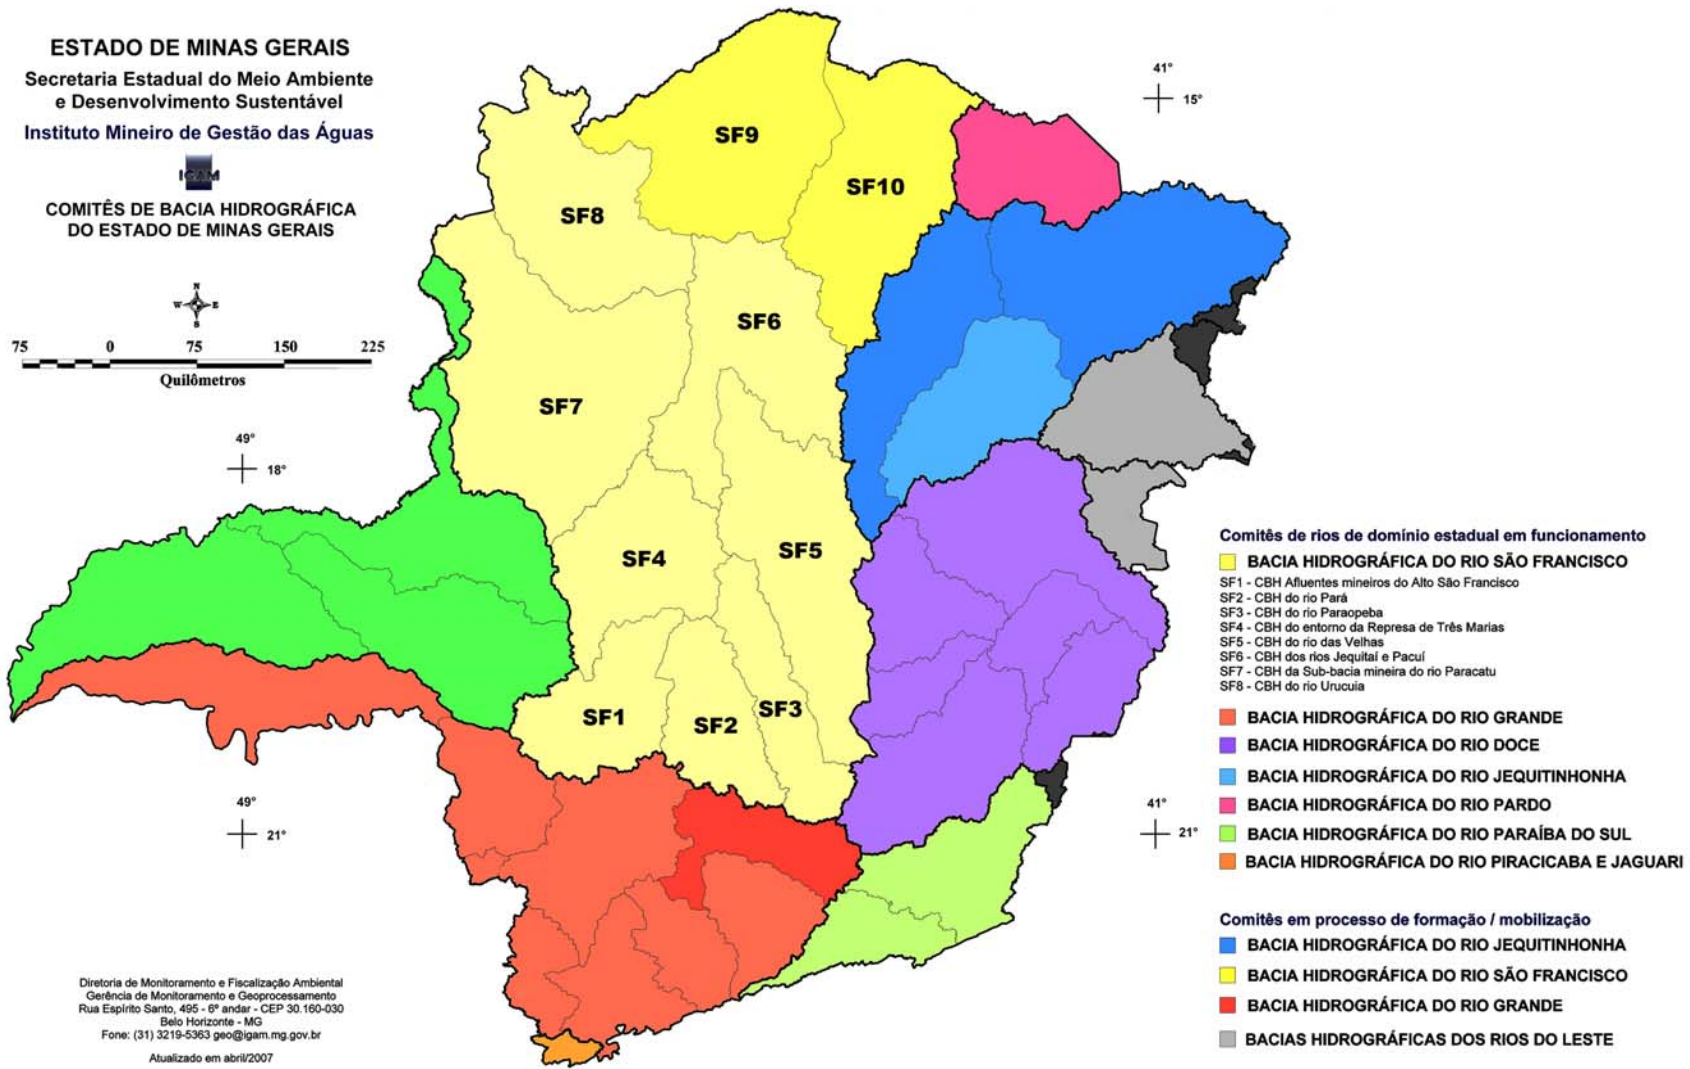 ESTADO DE MINAS GERAIS
Secretaria Estadual do Meio Ambiente
e Desenvolvimento Sustentável
Instituto Mineiro de Gestão das Águas
IGAM
COMITÊS DE BACIA HIDROGRÁFICA
DO ESTADO DE MINAS GERAIS
N
W E
S
75 0 75 150 225
Quilômetros
41°
15°
49°
18°
49°
21°
41°
21°
SF9
SF10
SF8
SF6
SF7
SF5
SF4
SF1
SF2
SF3
Comitês de rios de domínio estadual em funcionamento
BACIA HIDROGRÁFICA DO RIO SÃO FRANCISCO
SF1 - CBH Afluentes mineiros do Alto São Francisco
SF2 - CBH do rio Pará
SF3 - CBH do rio Paraopeba
SF4 - CBH do entorno da Represa de Três Marias
SF5 - CBH do rio das Velhas
SF6 - CBH dos rios Jequitaí e Pacuí
SF7 - CBH da Sub-bacia mineira do rio Paracatu
SF8 - CBH do rio Urucuia
BACIA HIDROGRÁFICA DO RIO GRANDE
BACIA HIDROGRÁFICA DO RIO DOCE
BACIA HIDROGRÁFICA DO RIO JEQUITINHONHA
BACIA HIDROGRÁFICA DO RIO PARDO
BACIA HIDROGRÁFICA DO RIO PARAÍBA DO SUL
BACIA HIDROGRÁFICA DO RIO PIRACICABA E JAGUARI
Comitês em processo de formação / mobilização
BACIA HIDROGRÁFICA DO RIO JEQUITINHONHA
BACIA HIDROGRÁFICA DO RIO SÃO FRANCISCO
BACIA HIDROGRÁFICA DO RIO GRANDE
BACIAS HIDROGRÁFICAS DOS RIOS DO LESTE
Diretoria de Monitoramento e Fiscalização Ambiental
Gerência de Monitoramento e Geoprocessamento
Rua Espírito Santo, 495 - 6º andar - CEP 30.160-030
Belo Horizonte - MG
Fone: (31) 3219-5363 geo@igam.mg.gov.br
Atualizado em abril/2007